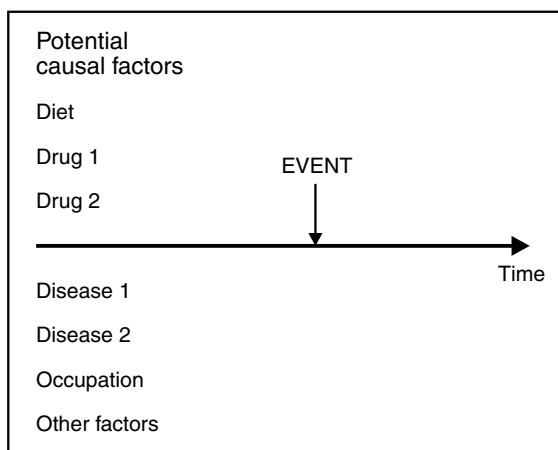 Potential
causal factors
Diet
Drug 1
EVENT
Drug 2
Time
Disease 1
Disease 2
Occupation
Other factors